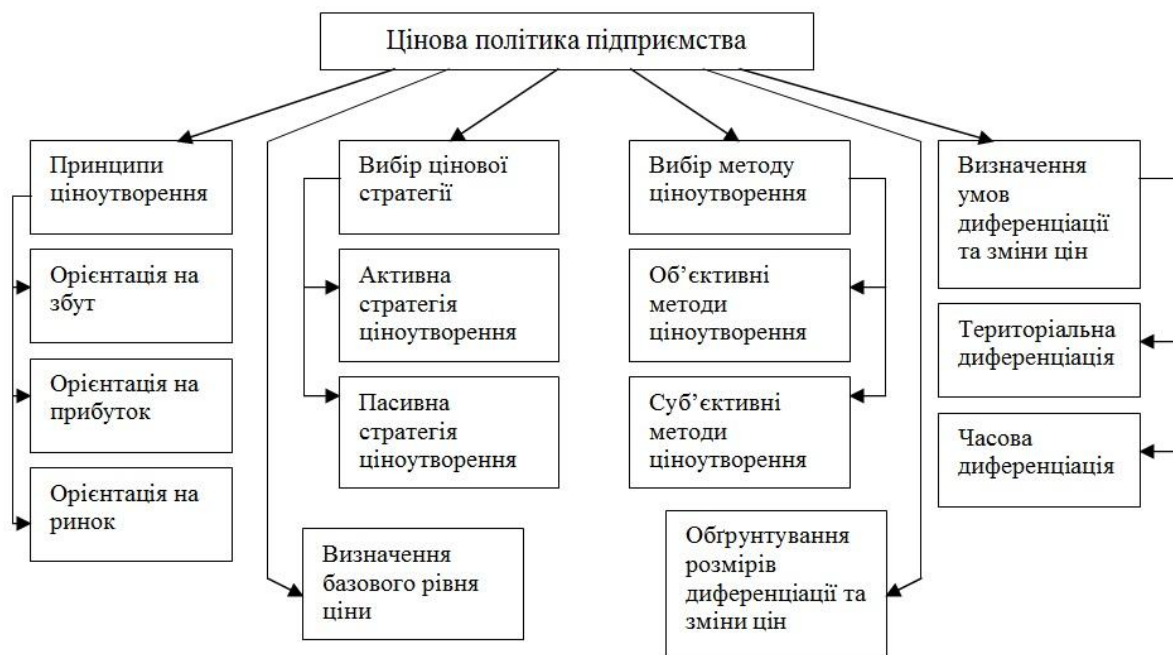 Цінова політика підприємства
Принципи
ціноутворення
Орієнтація на
збут
Орієнтація на
прибуток
Орієнтація на
ринок
Вибір цінової
стратегії
Активна
стратегія
ціноутворення
Пасивна
стратегія
ціноутворення
Вибір методу
ціноутворення
Об’єктивні
методи
ціноутворення
Суб’єктивні
методи
ціноутворення
Визначення
умов
диференціації
та зміни цін
Територіальна
диференціація
Часова
диференціація
Визначення
базового рівня
ціни
Обґрунтування
розмірів
диференціації та
зміни цін